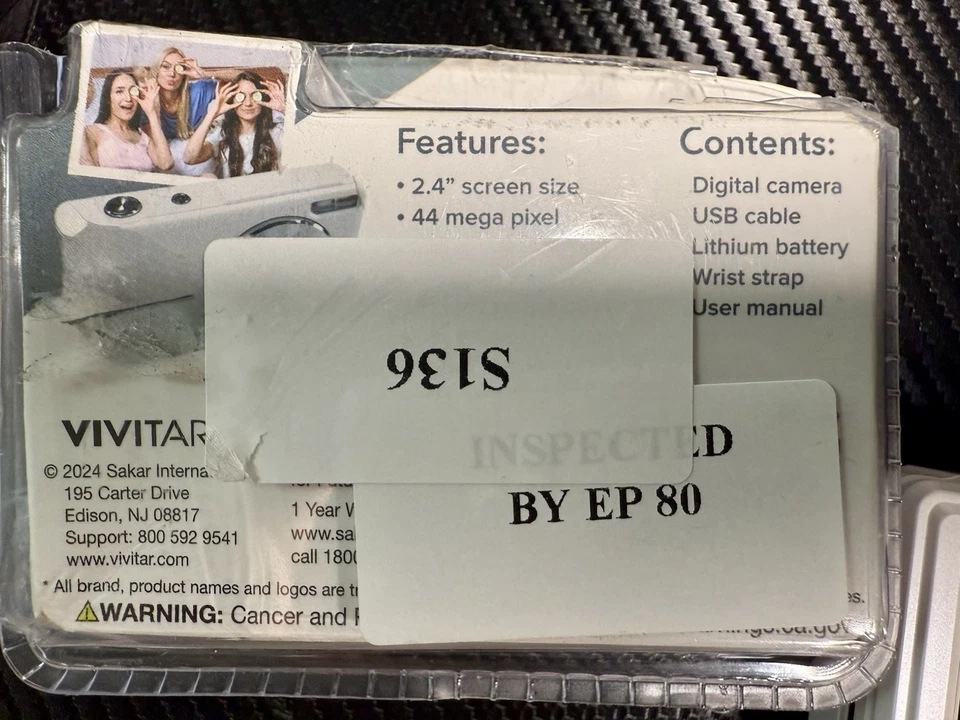 Features:
• 2.4” screen size
• 44 mega pixel
Contents:
Digital camera
USB cable
Lithium battery
Wrist strap
User manual
S136
INSPECTED
BY EP 80
VIVITAR
© 2024 Sakar Interna
195 Carter Drive
Edison, NJ 08817
Support: 800 592 9541
www.vivitar.com
1 Year
www.sa
call 1800
* All brand, product names and logos are
WARNING: Cancer and